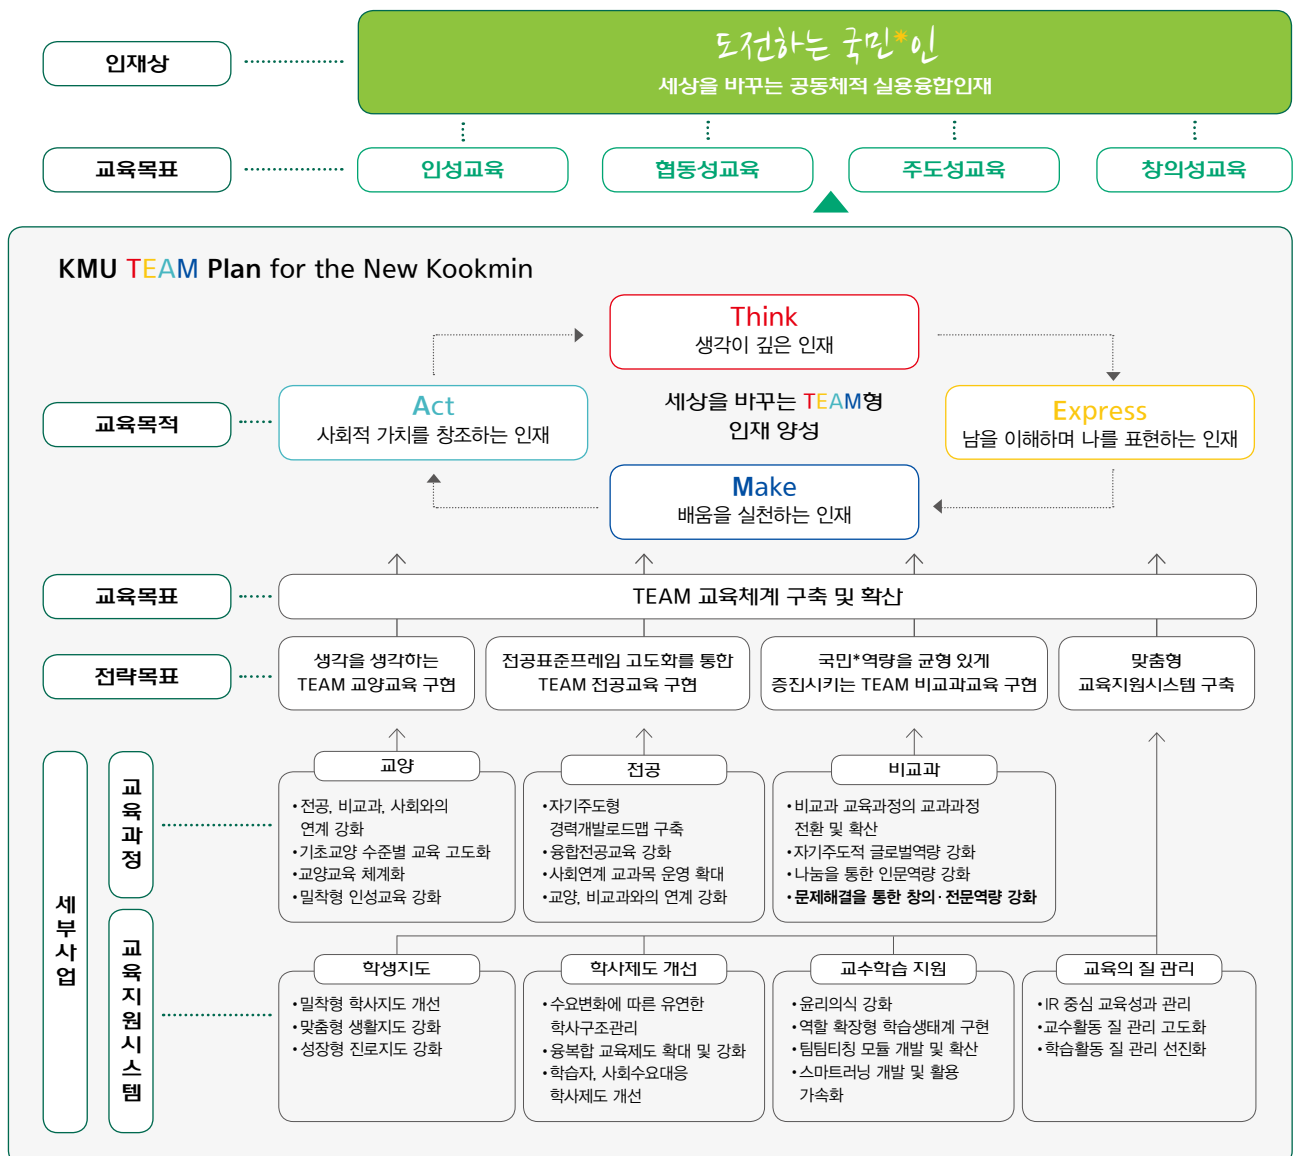 인재상
도전하는 국민*인
세상을 바꾸는 공동체적 실용융합인재
교육목표
인성교육
협동성교육
주도성교육
창의성교육
KMU TEAM Plan for the New Kookmin
Think
생각이 깊은 인재
교육목적
Act
사회적 가치를 창조하는 인재
세상을 바꾸는 TEAM형
인재 양성
Express
남을 이해하며 나를 표현하는 인재
Make
배움을 실천하는 인재
교육목표
TEAM 교육체계 구축 및 확산
전략목표
생각을 생각하는
TEAM 교양교육 구현
전공표준프레임 고도화를 통한
TEAM 전공교육 구현
국민*역량을 균형 있게
증진시키는 TEAM 비교과교육 구현
맞춤형
교육지원시스템 구축
세부사업
교육과정
교양
•전공, 비교과, 사회와의
연계 강화
•기초교양 수준별 교육 고도화
•교양교육 체계화
•밀착형 인성교육 강화
전공
•자기주도형
경력개발로드맵 구축
•융합전공교육 강화
•사회연계 교과목 운영 확대
•교양, 비교과와의 연계 강화
비교과
•비교과 교육과정의 교과과정
전환 및 확산
•자기주도적 글로벌역량 강화
•나눔을 통한 인문역량 강화
•문제해결을 통한 창의·전문역량 강화
교육지원시스템
학생지도
•밀착형 학사지도 개선
•맞춤형 생활지도 강화
•성장형 진로지도 강화
학사제도 개선
•수요변화에 따른 유연한
학사구조관리
•융복합 교육제도 확대 및 강화
•학습자, 사회수요대응
학사제도 개선
교수학습 지원
•윤리의식 강화
•역할 확장형 학습생태계 구현
•팀팀티칭 모듈 개발 및 확산
•스마트러닝 개발 및 활용
가속화
교육의 질 관리
•IR 중심 교육성과 관리
•교수활동 질 관리 고도화
•학습활동 질 관리 선진화